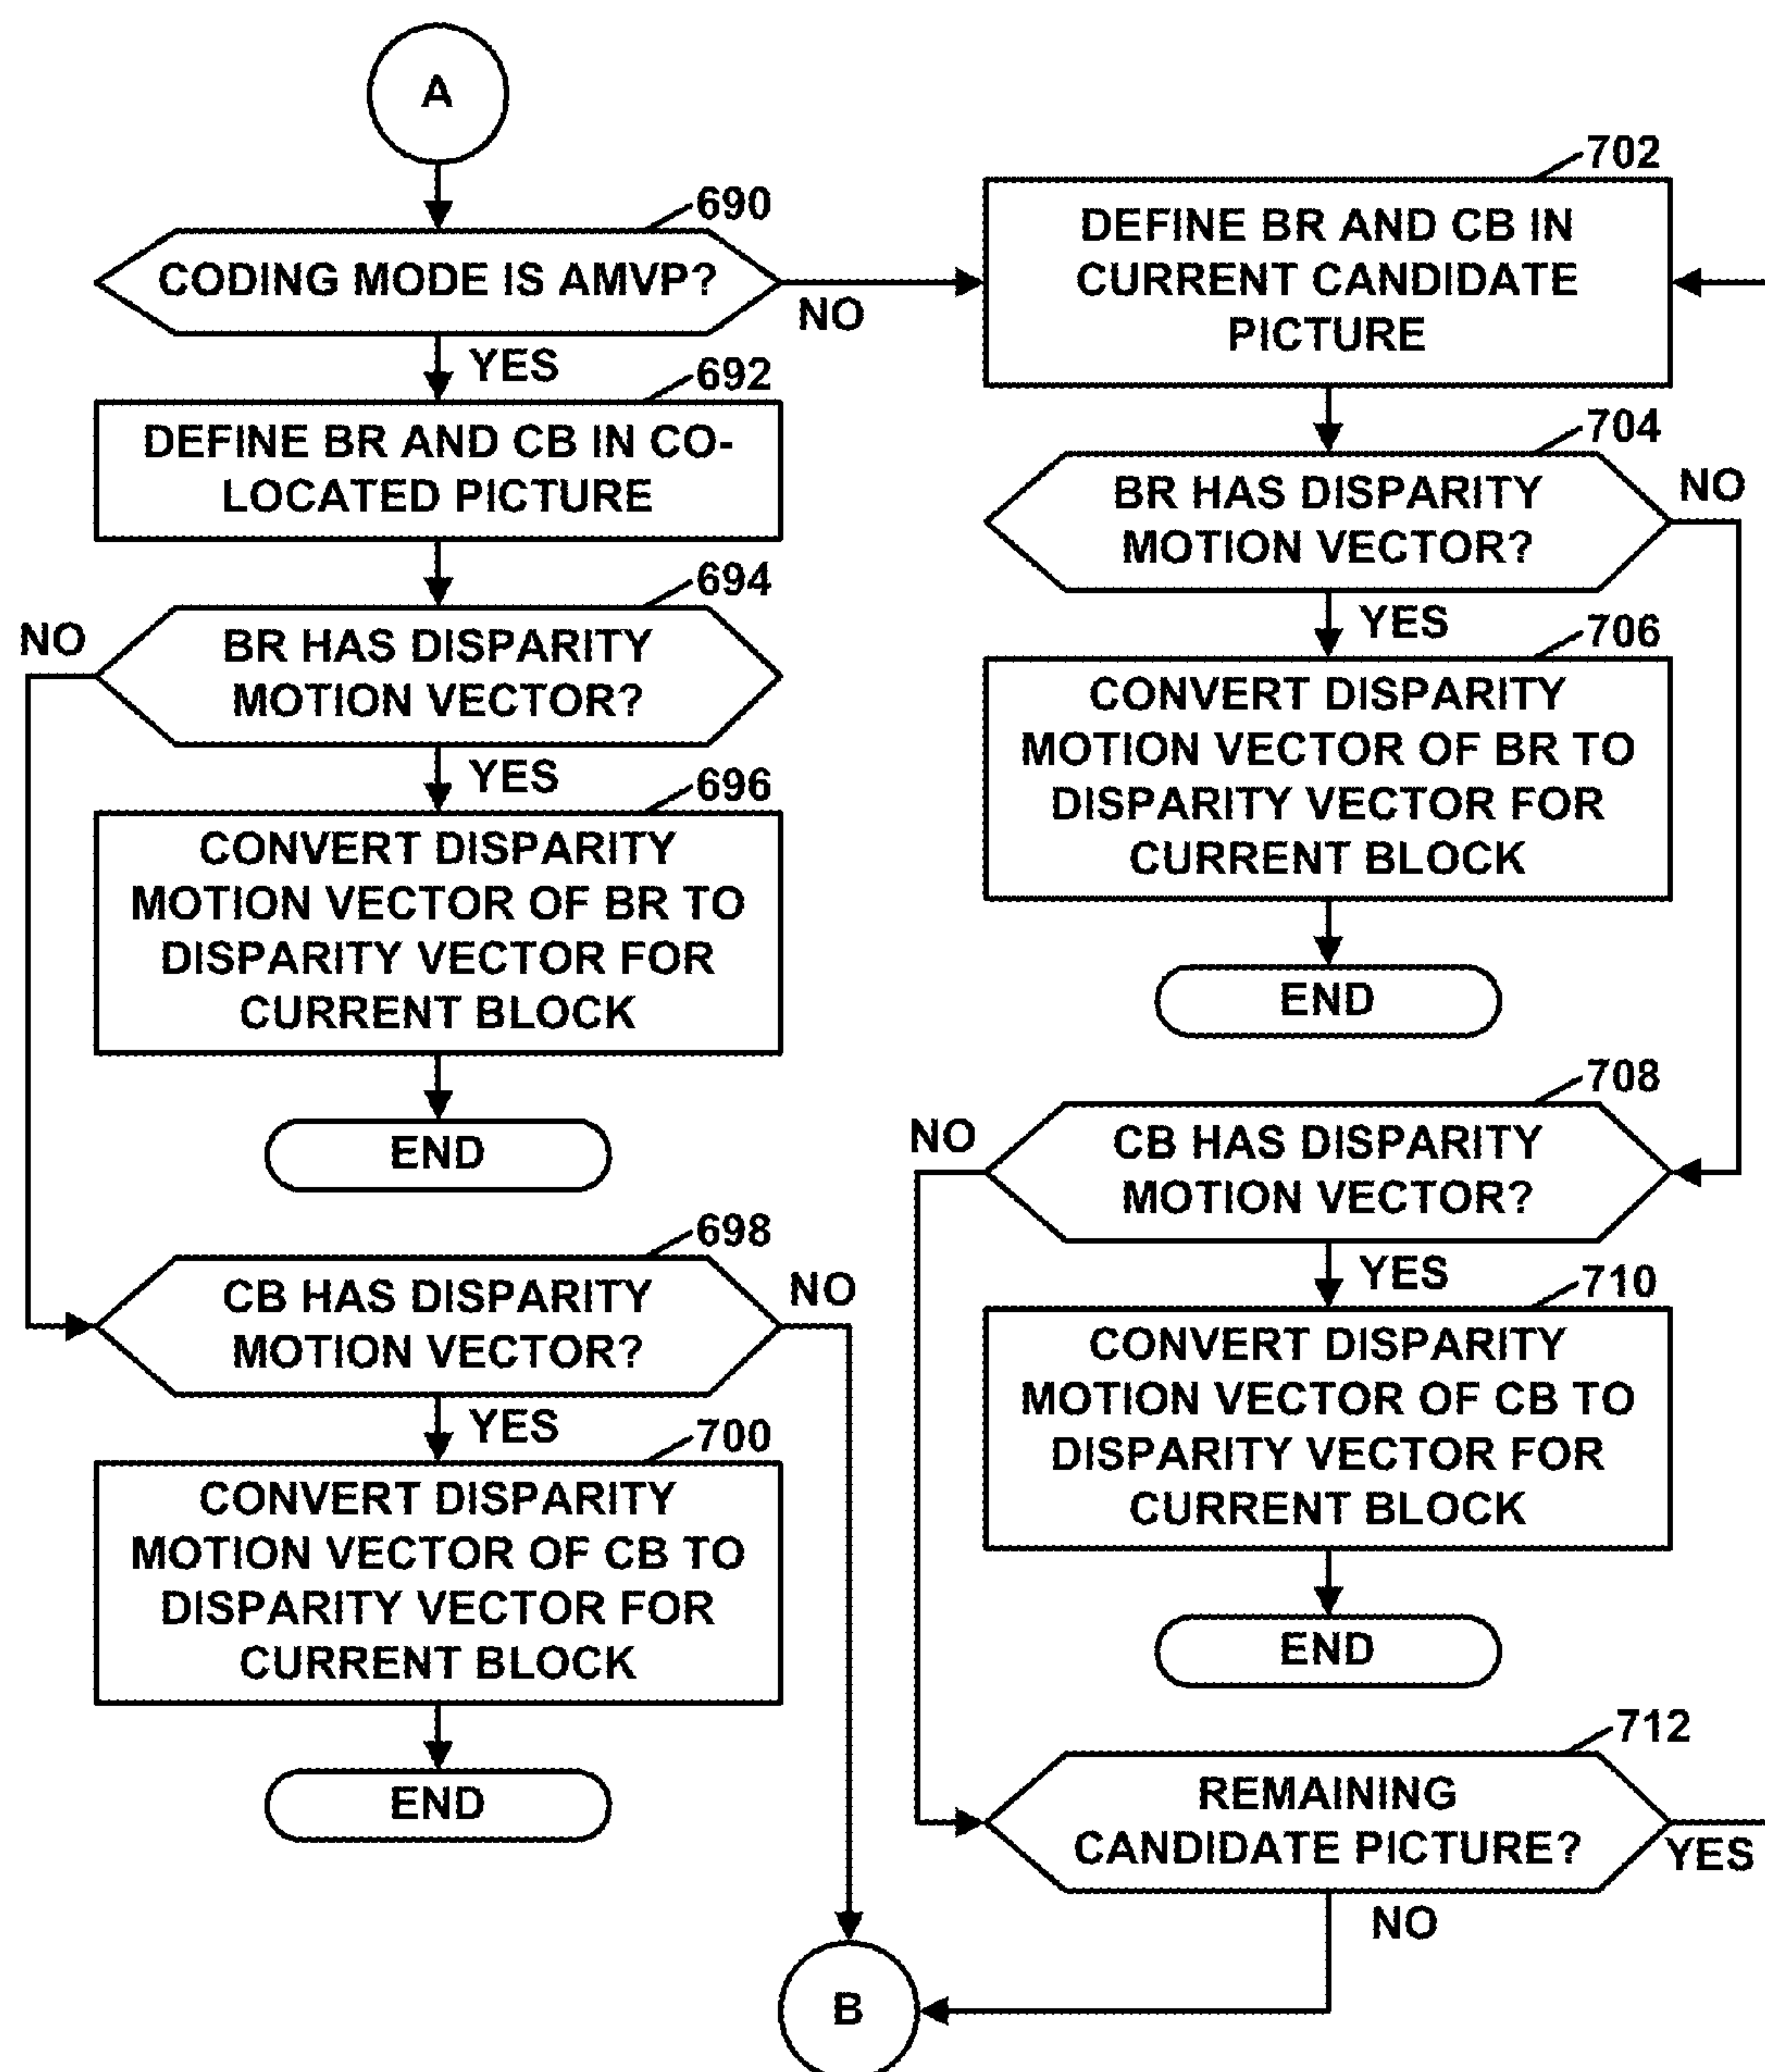 A
690
CODING MODE IS AMVP?
NO
YES
692
DEFINE BR AND CB IN CO-
LOCATED PICTURE
694
NO
BR HAS DISPARITY
MOTION VECTOR?
YES
696
CONVERT DISPARITY
MOTION VECTOR OF BR TO
DISPARITY VECTOR FOR
CURRENT BLOCK
END
698
CB HAS DISPARITY
MOTION VECTOR?
NO
YES
700
CONVERT DISPARITY
MOTION VECTOR OF CB TO
DISPARITY VECTOR FOR
CURRENT BLOCK
END
702
DEFINE BR AND CB IN
CURRENT CANDIDATE
PICTURE
704
BR HAS DISPARITY
MOTION VECTOR?
NO
YES
706
CONVERT DISPARITY
MOTION VECTOR OF BR TO
DISPARITY VECTOR FOR
CURRENT BLOCK
END
708
NO
CB HAS DISPARITY
MOTION VECTOR?
YES
710
CONVERT DISPARITY
MOTION VECTOR OF CB TO
DISPARITY VECTOR FOR
CURRENT BLOCK
END
712
REMAINING
CANDIDATE PICTURE?
YES
NO
B